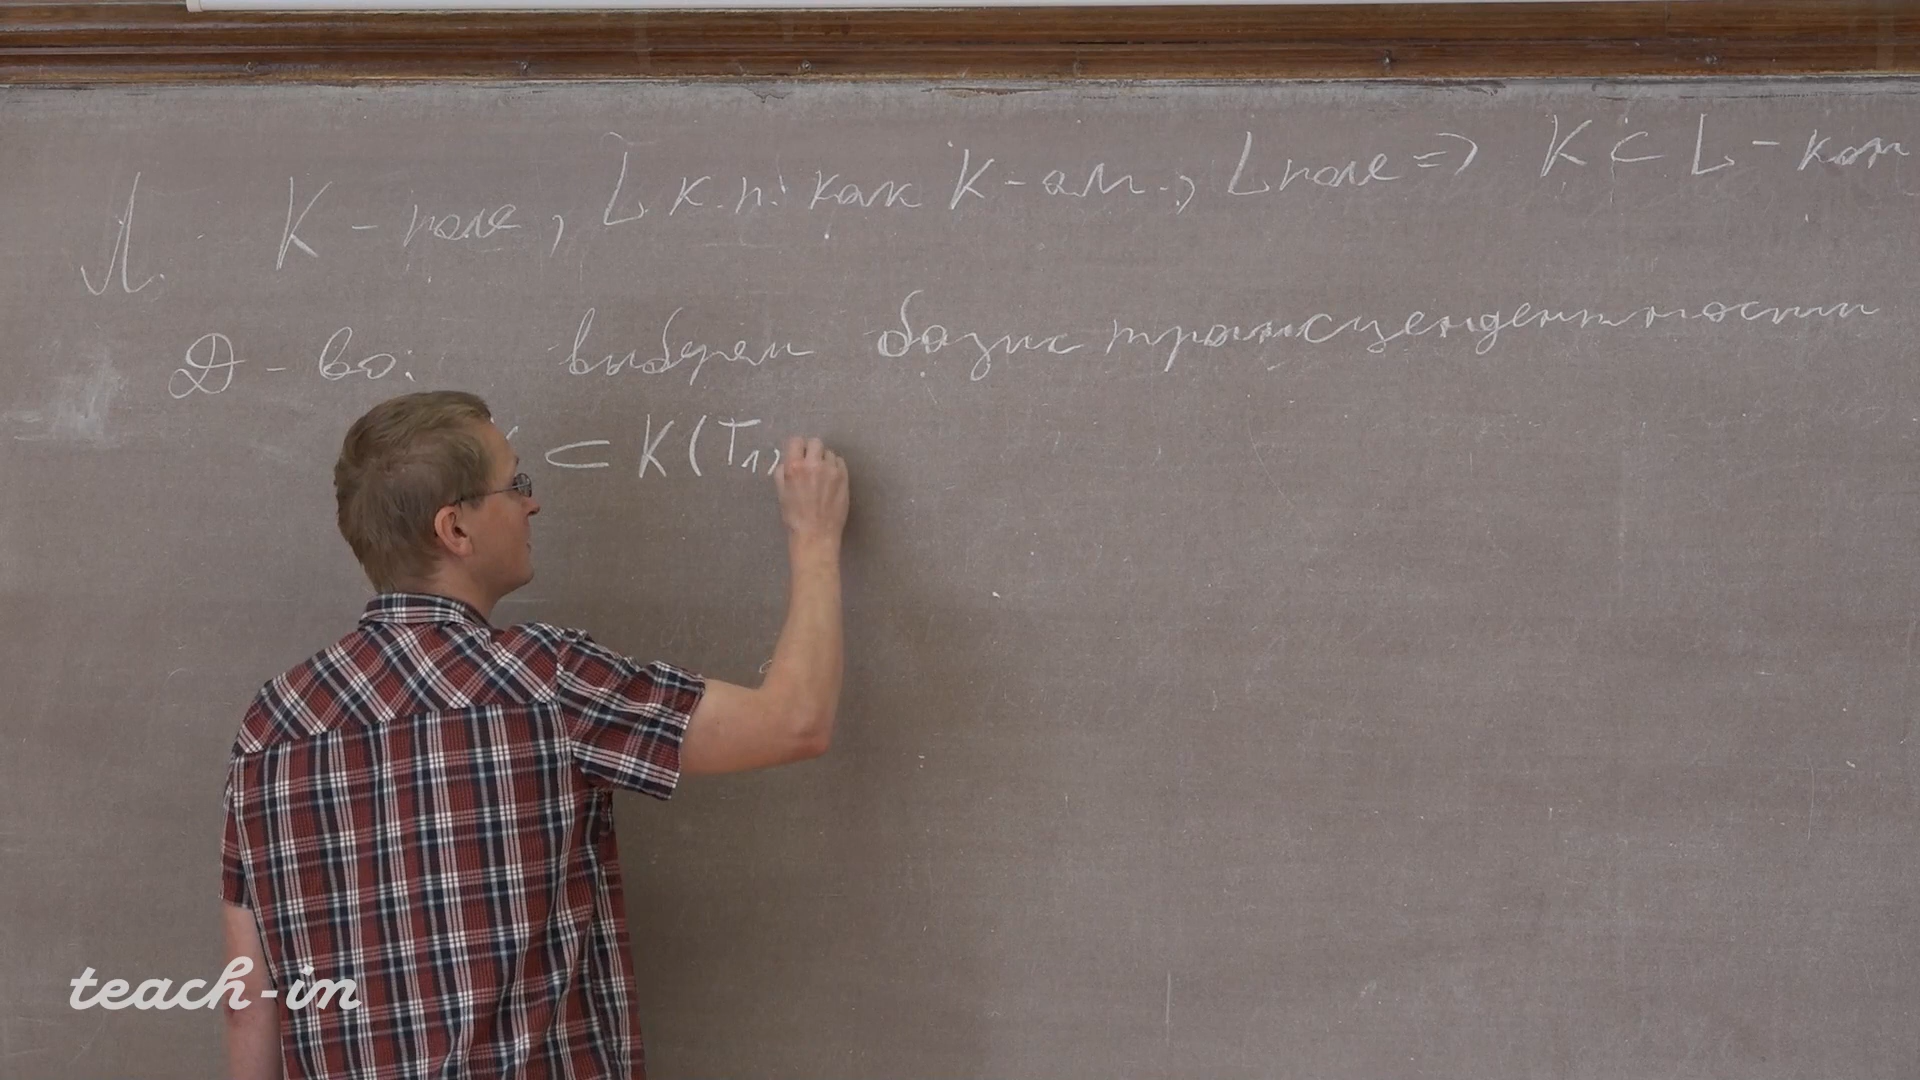 Л. K - поле, L к.п. как K-алг., L поле => K ⊂ L - кон
Д-во: выберем базис трансцендентности
⊂ K(T₁,
teach-in